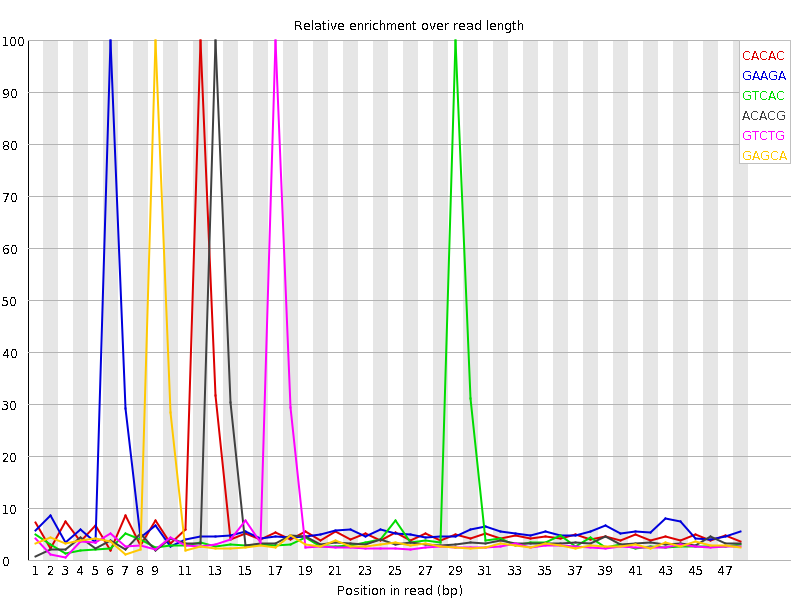 Relative enrichment over read length
100
90
80
70
60
50
40
30
20
10
0
CACAC
GAAGA
GTCAC
ACACG
GTCTG
GAGCA
1 2 3 4 5 6 7 8 9 11 13 15 17 19 21 23 25 27 29 31 33 35 37 39 41 43 45 47
Position in read (bp)